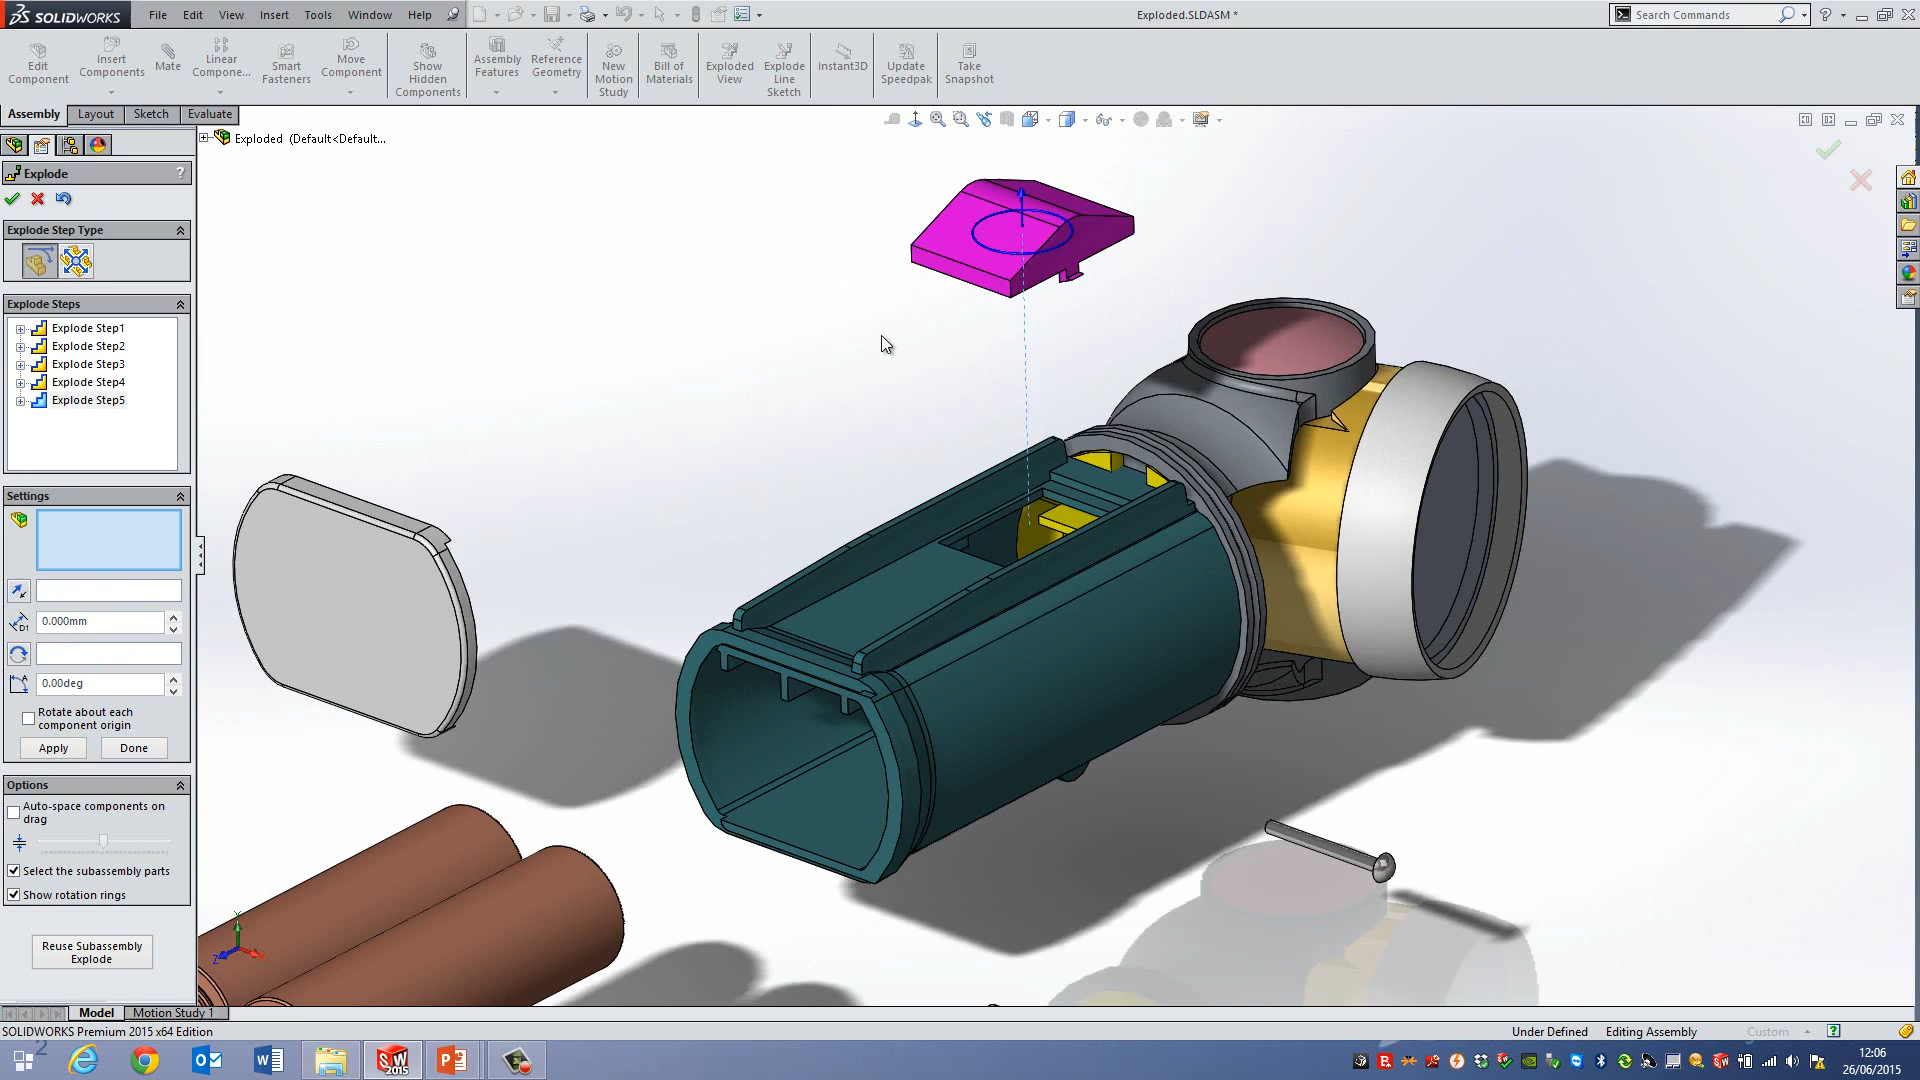 SOLIDWORKS File Edit View Insert Tools Window Help Exploded.SLDASM * Search Commands
Edit Component
Insert Components
Mate
Linear Compone...
Smart Fasteners
Move Component
Show Hidden Components
Assembly Features
Reference Geometry
New Motion Study
Bill of Materials
Exploded View
Explode Line Sketch
Instant3D
Update Speedpak
Take Snapshot
Assembly Layout Sketch Evaluate
Exploded (Default<Default...
Explode ?
Explode Step Type
Explode Steps
Explode Step1
Explode Step2
Explode Step3
Explode Step4
Explode Step5
Settings
0.000mm
0.00deg
Rotate about each
component origin
Apply Done
Options
Auto-space components on
drag
Select the subassembly parts
Show rotation rings
Reuse Subassembly
Explode
Model Motion Study 1
SOLIDWORKS Premium 2015 x64 Edition Under Defined Editing Assembly Custom
12:06
26/06/2015